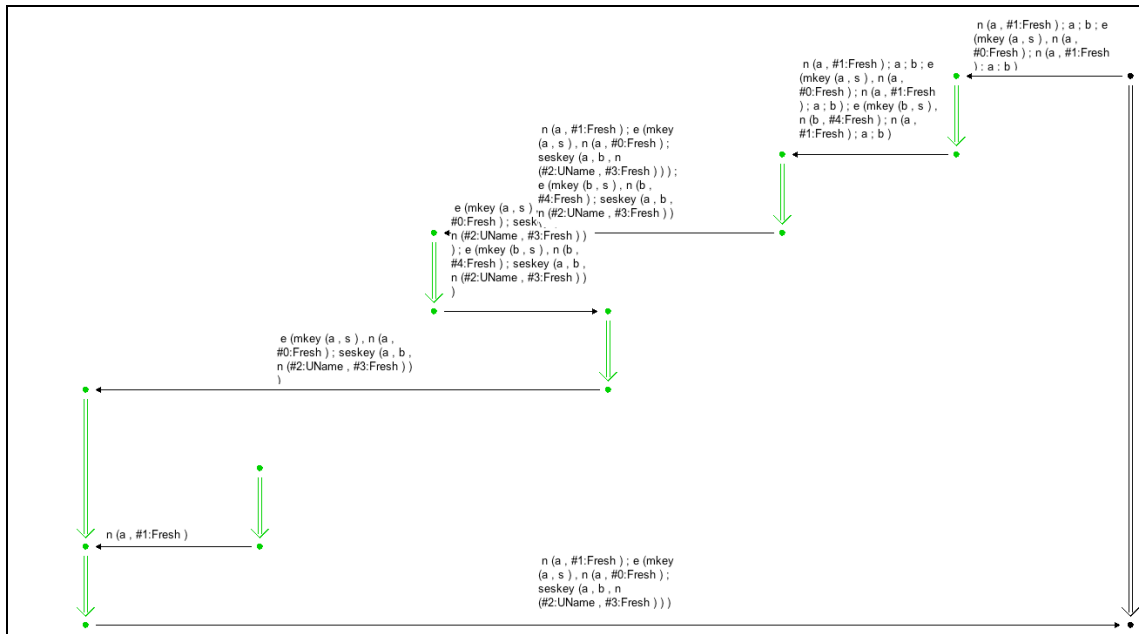 n (a , #1:Fresh ) ; a ; b ; e
(mkey (a , s ) , n (a ,
#0:Fresh ) ; n (a , #1:Fresh
) ; a ; b )
n (a , #1:Fresh ) ; a ; b ; e
(mkey (a , s ) , n (a ,
#0:Fresh ) ; n (a , #1:Fresh
) ; a ; b ) ; e (mkey (b , s ) ,
n (b , #4:Fresh ) ; n (a ,
#1:Fresh ) ; a ; b )
n (a , #1:Fresh ) ; e (mkey
(a , s ) , n (a , #0:Fresh ) ;
seskey (a , b , n
(#2:UName , #3:Fresh ) ) ) ;
e (mkey (b , s ) , n (b ,
#4:Fresh ) ; seskey (a , b ,
n (#2:UName , #3:Fresh ) )
e (mkey (a , s ) ,
#0:Fresh ) ;
n (#2:UName , #3:Fresh ) )
) ; e (mkey (b , s ) , n (b ,
#4:Fresh ) ; seskey (a , b ,
n (#2:UName , #3:Fresh ) )
)
e (mkey (a , s ) , n (a ,
#0:Fresh ) ; seskey (a , b ,
n (#2:UName , #3:Fresh ) )
)
n (a , #1:Fresh )
n (a , #1:Fresh ) ; e (mkey
(a , s ) , n (a , #0:Fresh ) ;
seskey (a , b , n
(#2:UName , #3:Fresh ) ) )